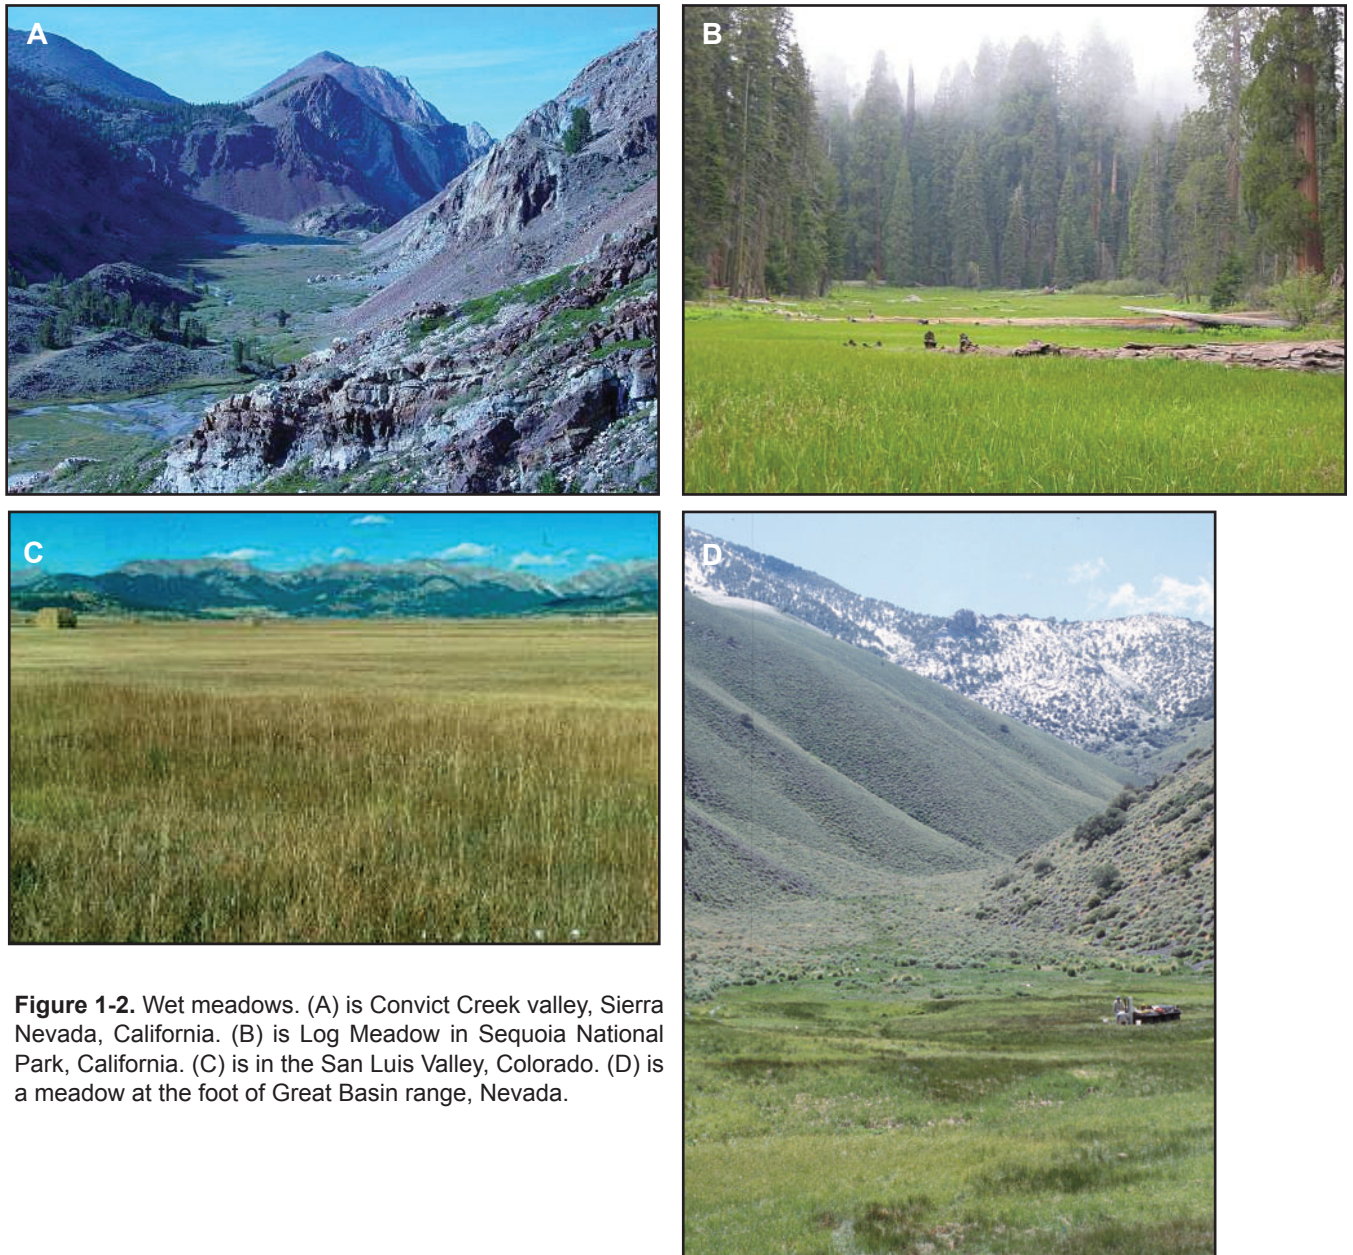 A
B
C
D
Figure 1-2. Wet meadows. (A) is Convict Creek valley, Sierra
Nevada, California. (B) is Log Meadow in Sequoia National
Park, California. (C) is in the San Luis Valley, Colorado. (D) is
a meadow at the foot of Great Basin range, Nevada.